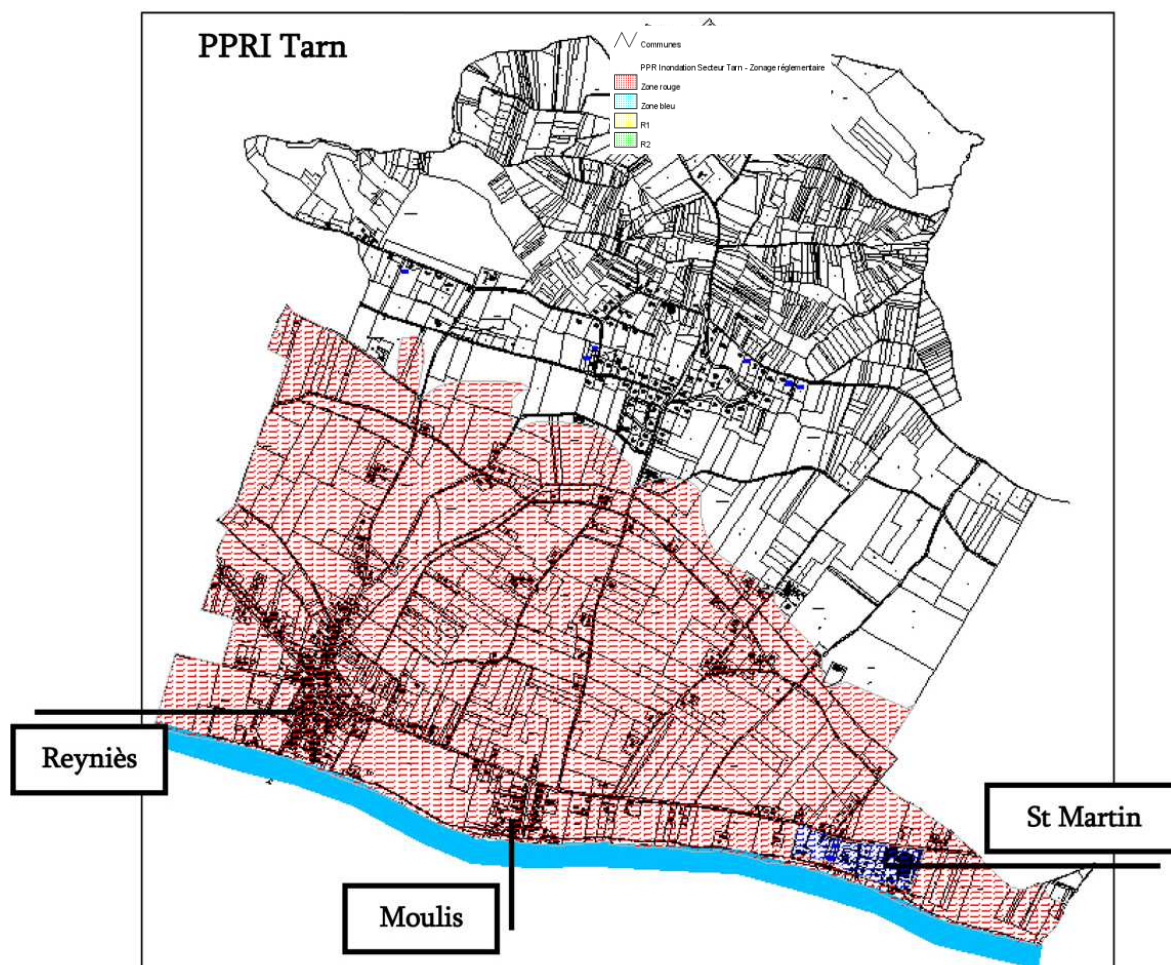 PPRI Tarn
Communes
PPR Inondation Secteur Tarn - Zonage réglementaire
Zone rouge
Zone bleu
R1
R2
Reyniès
St Martin
Moulis